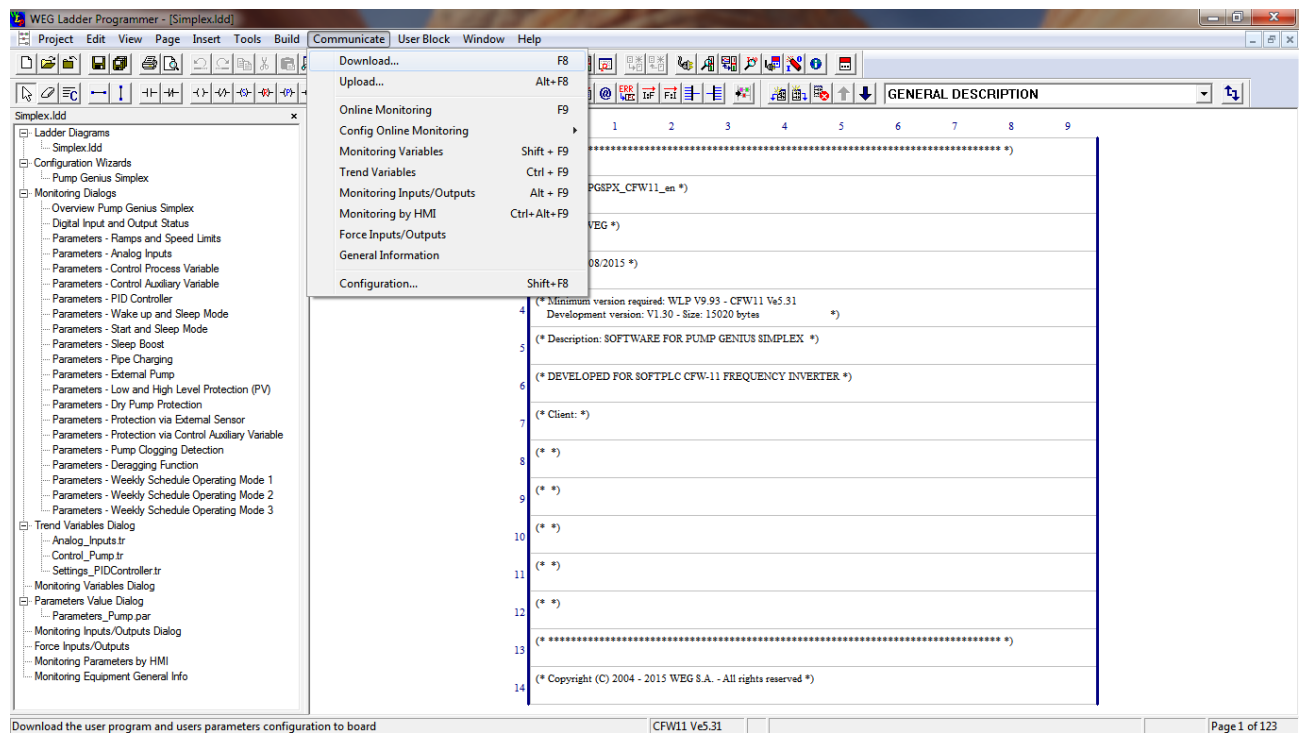 WEG Ladder Programmer - [Simplex.ldd]
Project Edit View Page Insert Tools Build Communicate User Block Window Help
GENERAL DESCRIPTION
Download... F8
Upload... Alt+F8
Online Monitoring F9
Config Online Monitoring
Monitoring Variables Shift + F9
Trend Variables Ctrl + F9
Monitoring Inputs/Outputs Alt + F9
Monitoring by HMI Ctrl+Alt+F9
Force Inputs/Outputs
General Information
Configuration... Shift+F8
Simplex.ldd
Ladder Diagrams
Simplex.ldd
Configuration Wizards
Pump Genius Simplex
Monitoring Dialogs
Overview Pump Genius Simplex
Digital Input and Output Status
Parameters - Ramps and Speed Limits
Parameters - Analog Inputs
Parameters - Control Process Variable
Parameters - Control Auxiliary Variable
Parameters - PID Controller
Parameters - Wake up and Sleep Mode
Parameters - Start and Sleep Mode
Parameters - Sleep Boost
Parameters - Pipe Charging
Parameters - External Pump
Parameters - Low and High Level Protection (PV)
Parameters - Dry Pump Protection
Parameters - Protection via External Sensor
Parameters - Protection via Control Auxiliary Variable
Parameters - Pump Clogging Detection
Parameters - Deragging Function
Parameters - Weekly Schedule Operating Mode 1
Parameters - Weekly Schedule Operating Mode 2
Parameters - Weekly Schedule Operating Mode 3
Trend Variables Dialog
Analog_Inputs.tr
Control_Pump.tr
Settings_PIDController.tr
Monitoring Variables Dialog
Parameters Value Dialog
Parameters_Pump.par
Monitoring Inputs/Outputs Dialog
Force Inputs/Outputs
Monitoring Parameters by HMI
Monitoring Equipment General Info
1 2 3 4 5 6 7 8 9
*************************************************************************** *)
PGSPX_CFW11_en *)
WEG *)
08/2015 *)
4 (* Minimum version required: WLP V9.93 - CFW11 Ve5.31
Development version: V1.30 - Size: 15020 bytes *)
5 (* Description: SOFTWARE FOR PUMP GENIUS SIMPLEX *)
6 (* DEVELOPED FOR SOFTPLC CFW-11 FREQUENCY INVERTER *)
7 (* Client: *)
8 (* *)
9 (* *)
10 (* *)
11 (* *)
12 (* *)
13 (* *********************************************************************************** *)
14 (* Copyright (C) 2004 - 2015 WEG S.A. - All rights reserved *)
Download the user program and users parameters configuration to board CFW11 Ve5.31 Page 1 of 123